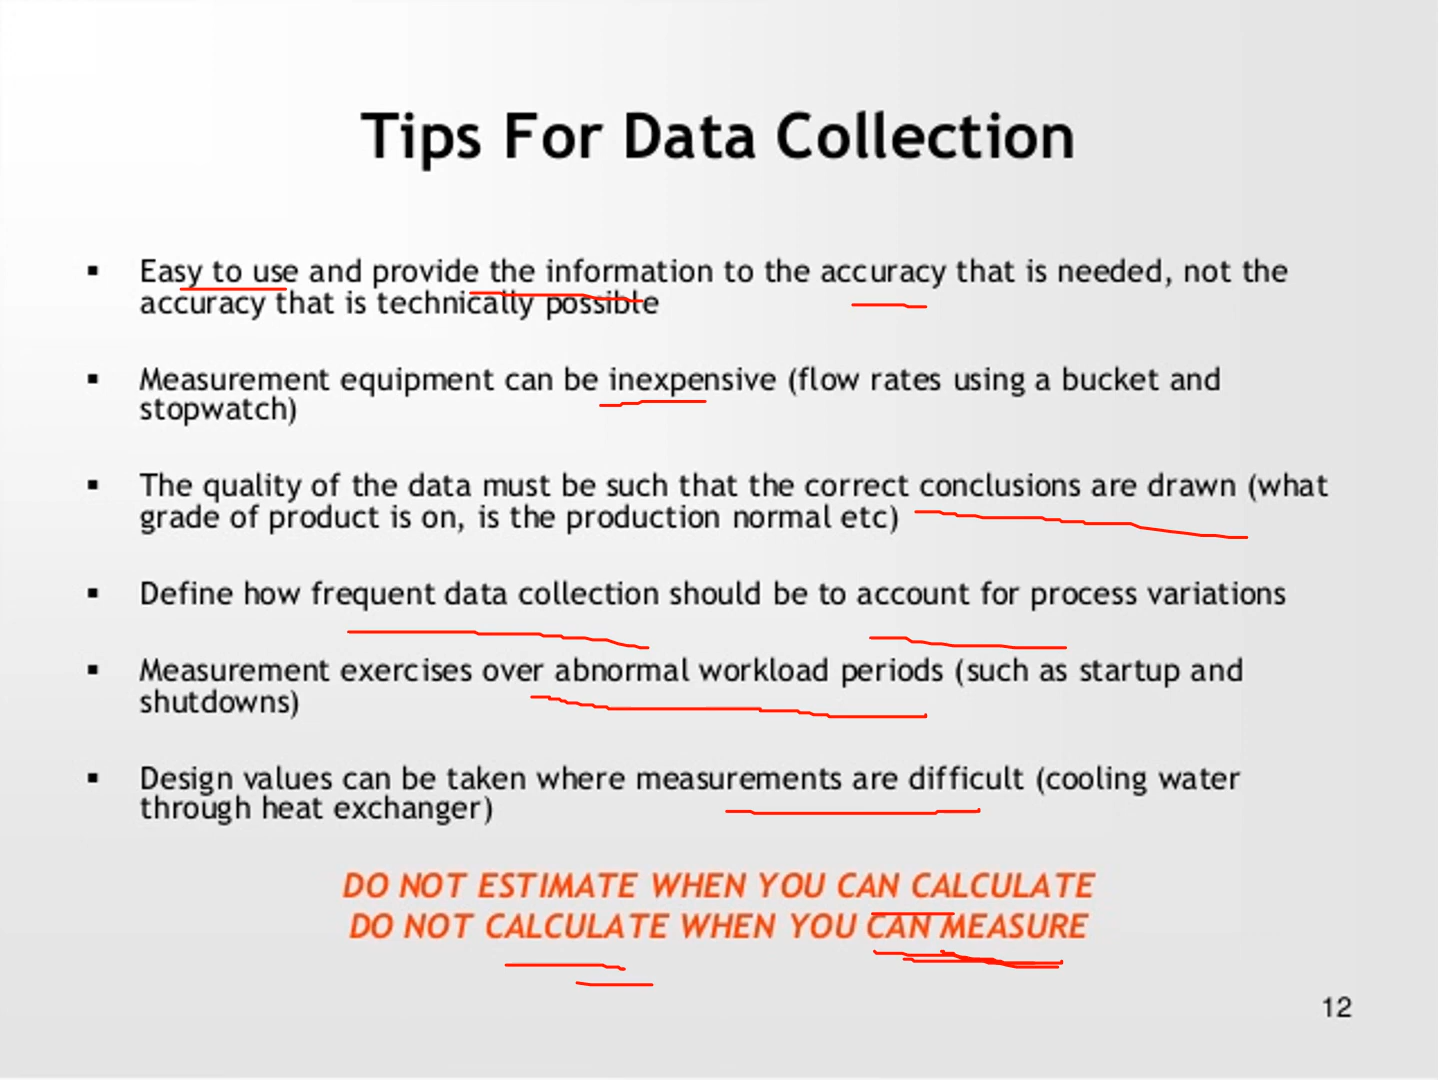 Tips For Data Collection
▪ Easy to use and provide the information to the accuracy that is needed, not the
accuracy that is technically possible
▪ Measurement equipment can be inexpensive (flow rates using a bucket and
stopwatch)
▪ The quality of the data must be such that the correct conclusions are drawn (what
grade of product is on, is the production normal etc)
▪ Define how frequent data collection should be to account for process variations
▪ Measurement exercises over abnormal workload periods (such as startup and
shutdowns)
▪ Design values can be taken where measurements are difficult (cooling water
through heat exchanger)
DO NOT ESTIMATE WHEN YOU CAN CALCULATE
DO NOT CALCULATE WHEN YOU CAN MEASURE
12